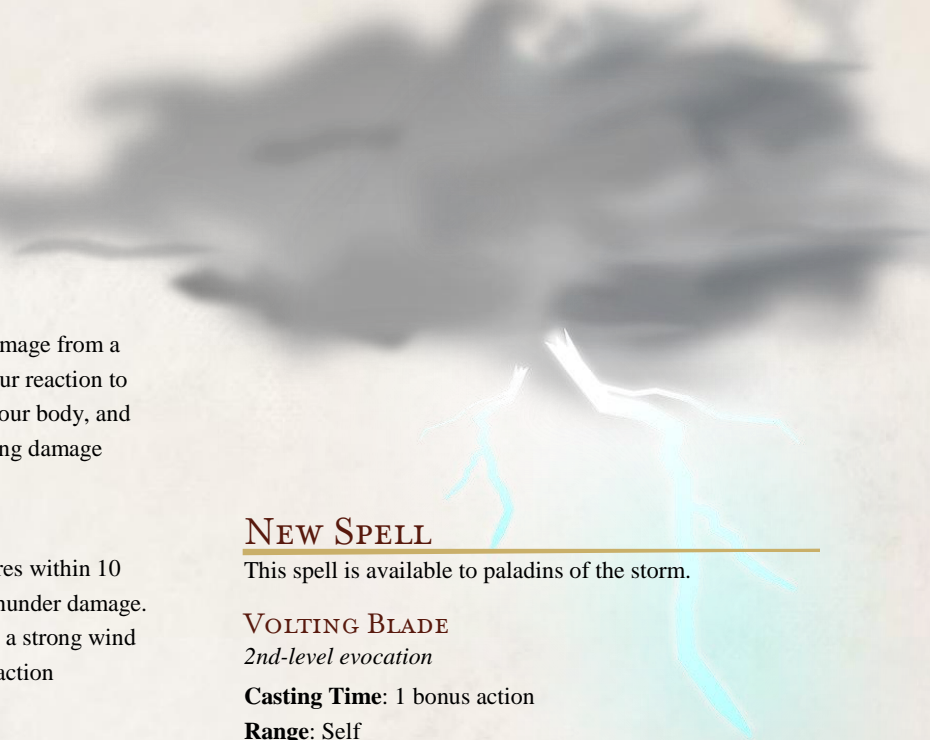 mage from a
ur reaction to
our body, and
ng damage
res within 10
hunder damage.
a strong wind
action
New Spell
This spell is available to paladins of the storm.
Volting Blade
2nd-level evocation
Casting Time: 1 bonus action
Range: Self